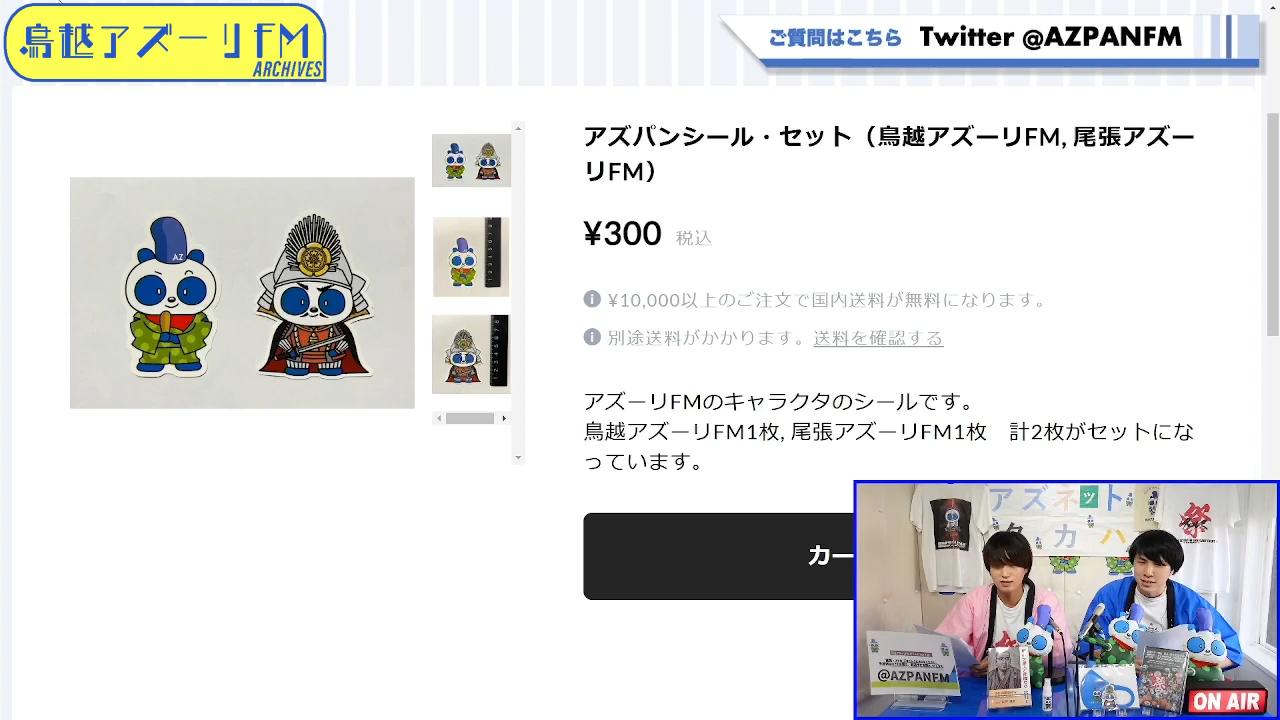 鳥越アズーリFM
ARCHIVES
ご質問はこちら Twitter @AZPANFM
アズパンシール・セット（鳥越アズーリFM, 尾張アズー
リFM）
¥300 税込
¥10,000以上のご注文で国内送料が無料になります。
別途送料がかかります。送料を確認する
アズーリFMのキャラクタのシールです。
鳥越アズーリFM1枚, 尾張アズーリFM1枚　計2枚がセットにな
っています。
カー
AZ
アズネット
タカハ
祭
@AZPANFM
ON AIR